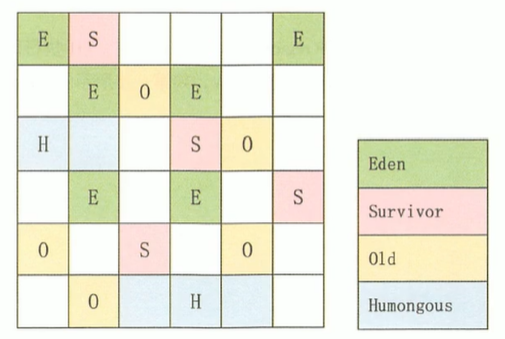 E S E
E O E
H S O
E E S
O S O
O H
Eden
Survivor
Old
Humongous